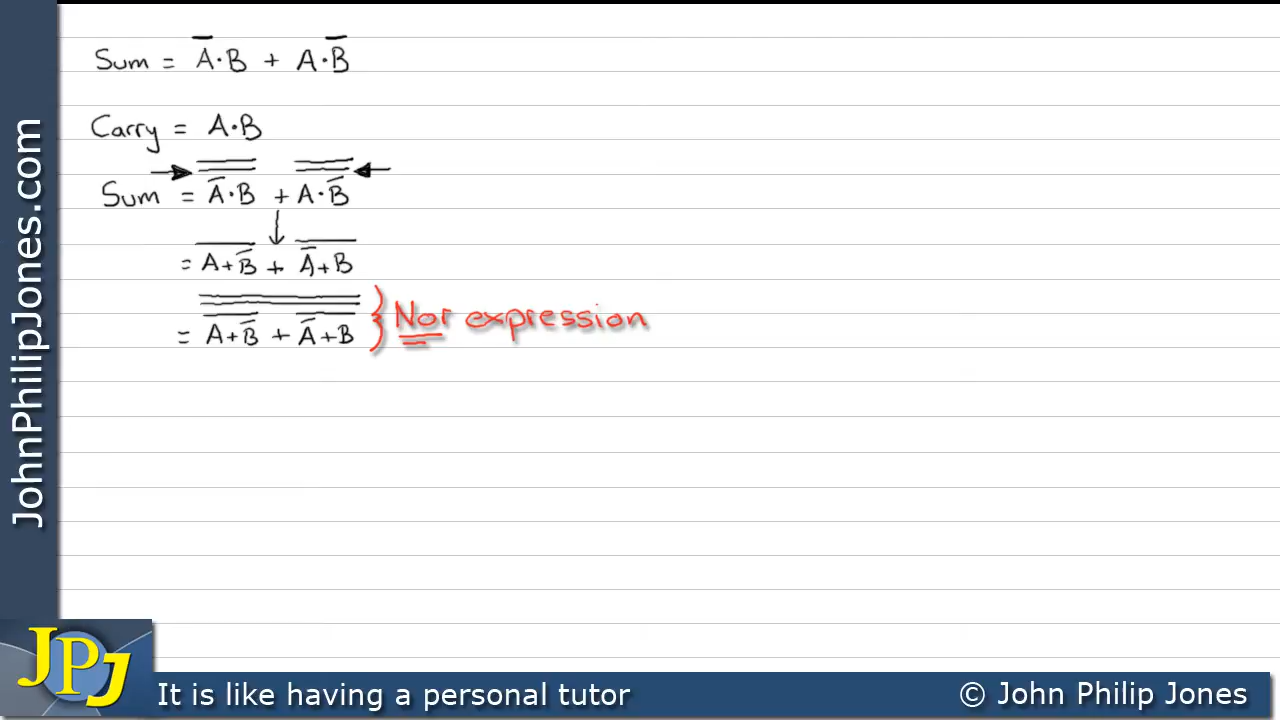 JohnPhilipJones.com
Sum = A̅·B + A·B̅
Carry = A·B
Sum = A̿̅·̿B̿ + A̿·̿B̿̅
= A̅+̅B̿ + A̿+̅B̅
= A+B̅ + A̅+B } Nor expression
JPJ It is like having a personal tutor © John Philip Jones